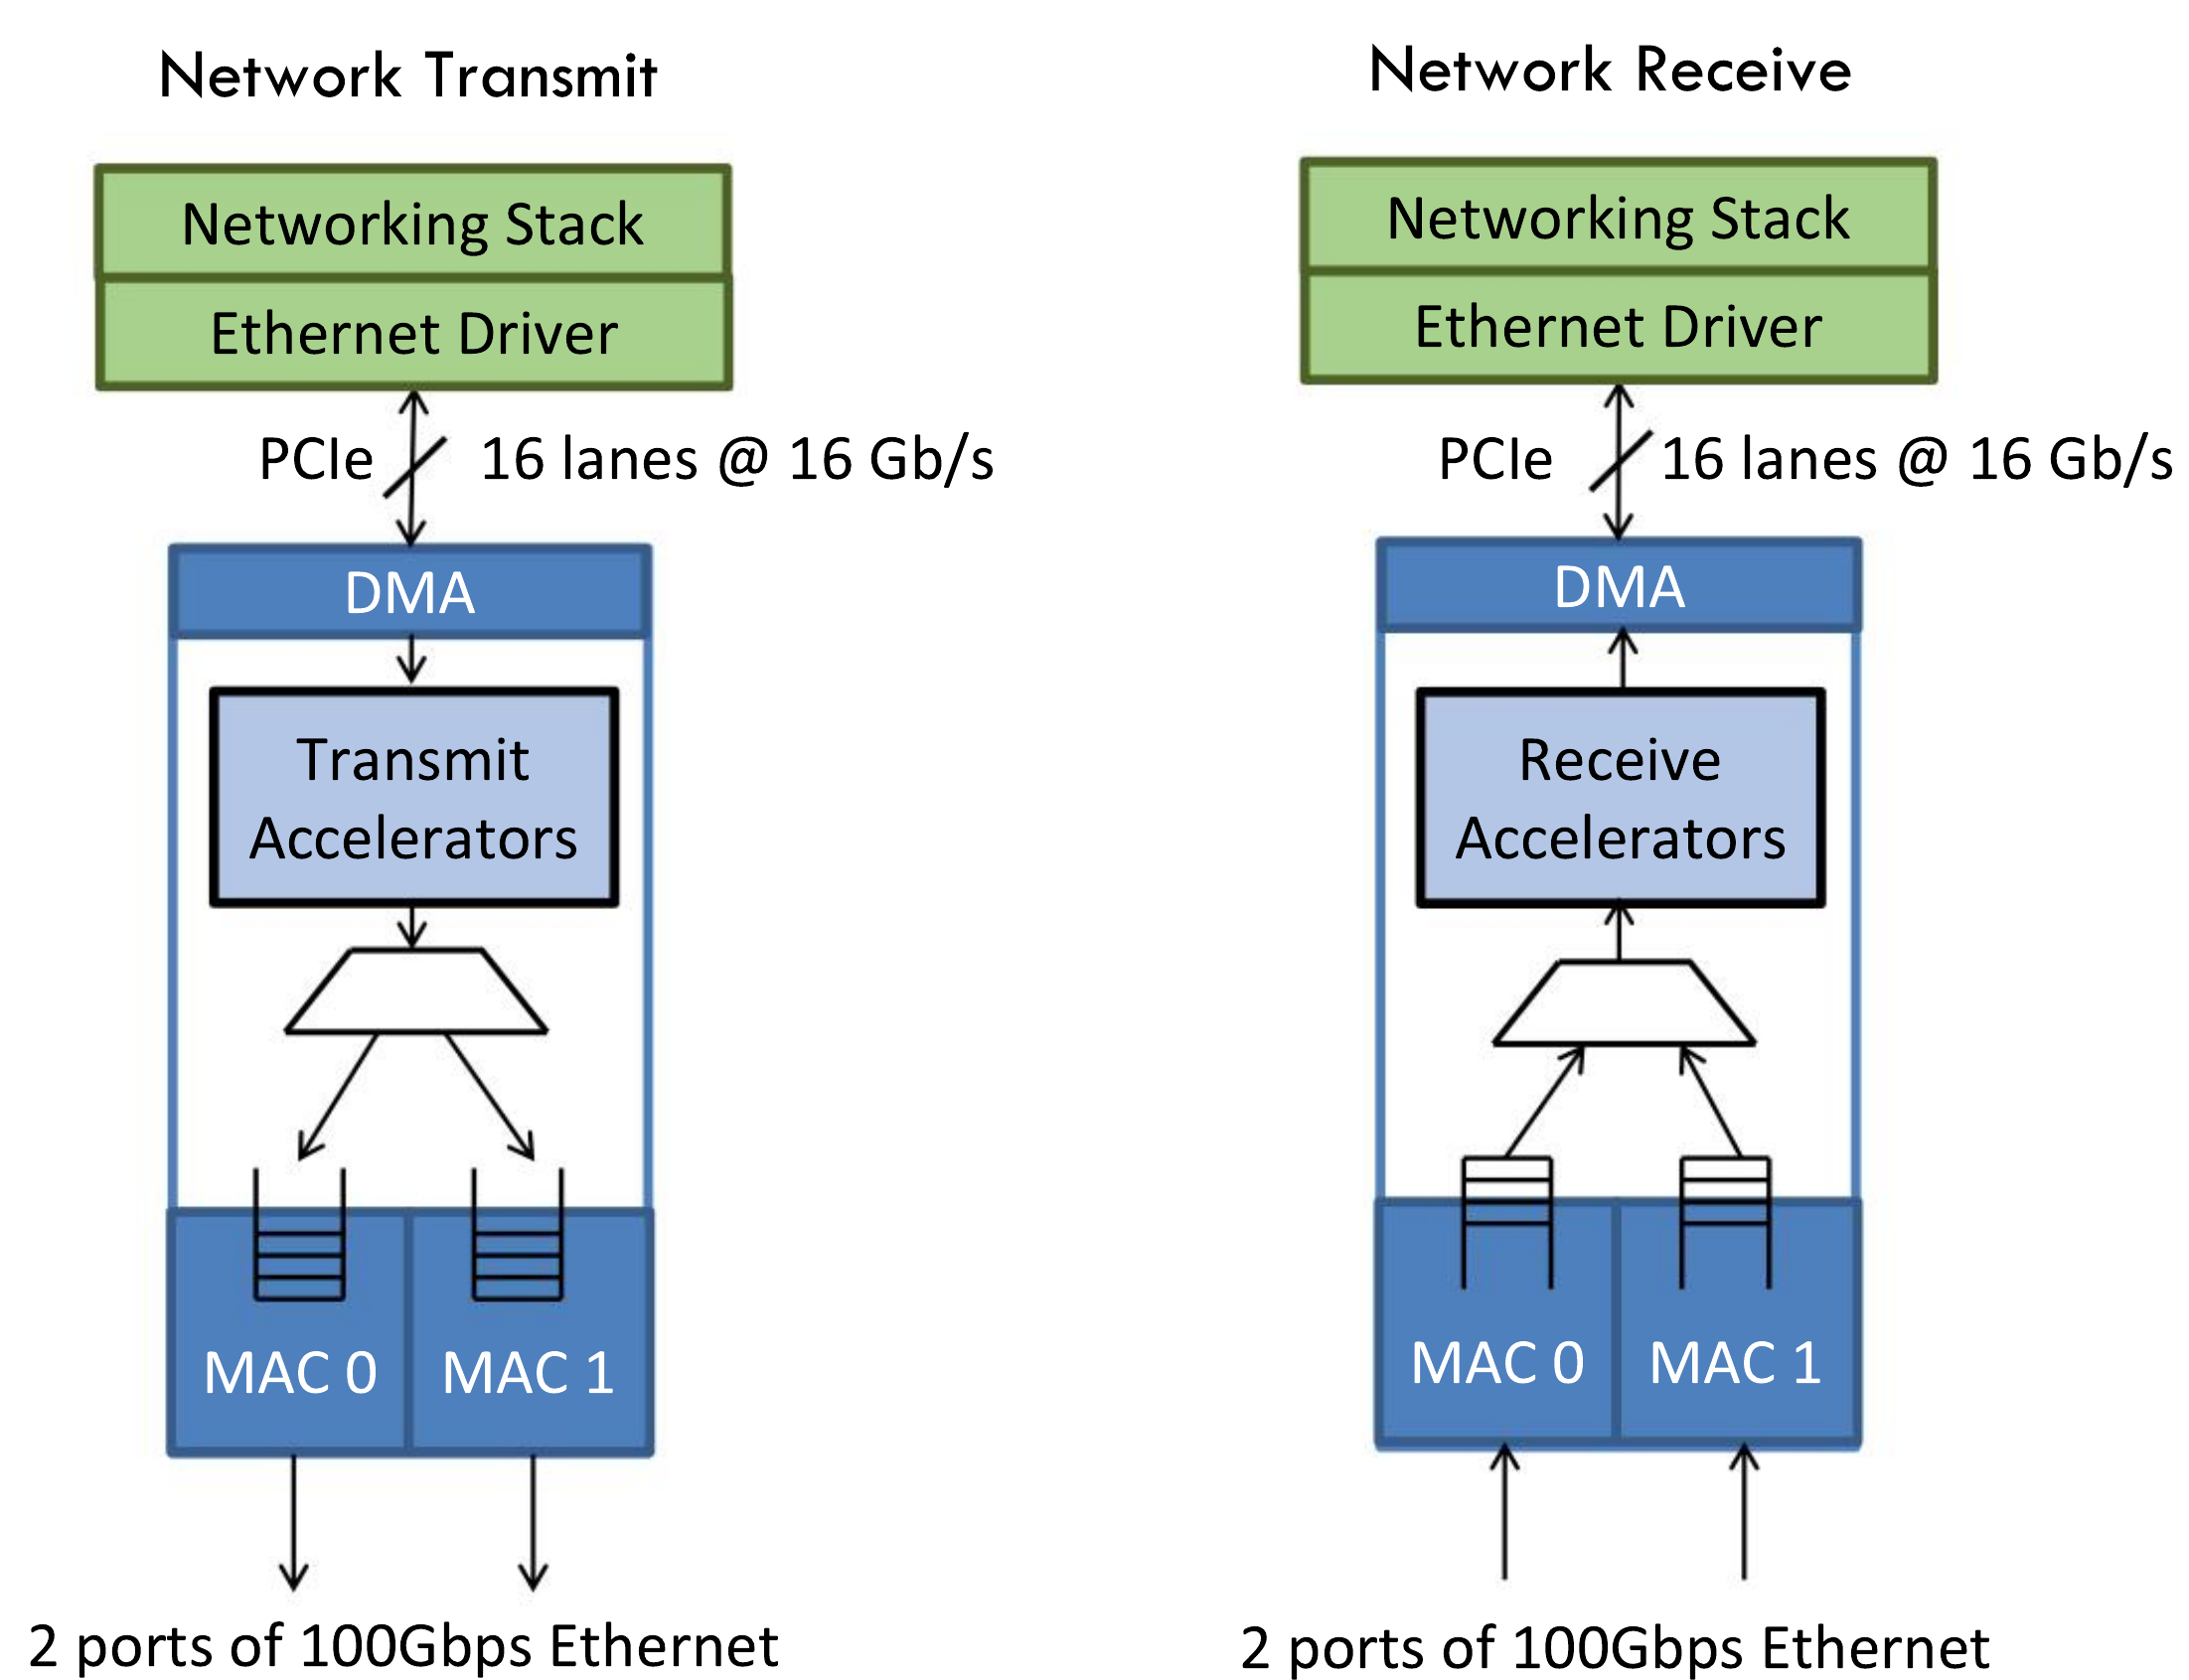 Network Transmit
Networking Stack
Ethernet Driver
PCIe 16 lanes @ 16 Gb/s
DMA
Transmit
Accelerators
MAC 0
MAC 1
2 ports of 100Gbps Ethernet
Network Receive
Networking Stack
Ethernet Driver
PCIe 16 lanes @ 16 Gb/s
DMA
Receive
Accelerators
MAC 0
MAC 1
2 ports of 100Gbps Ethernet